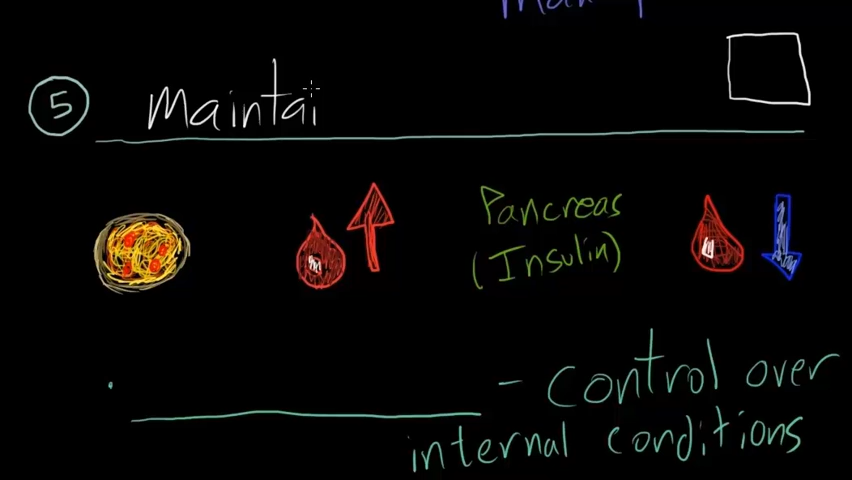 5 Maintai
Pancreas
(Insulin)
- control over
internal conditions